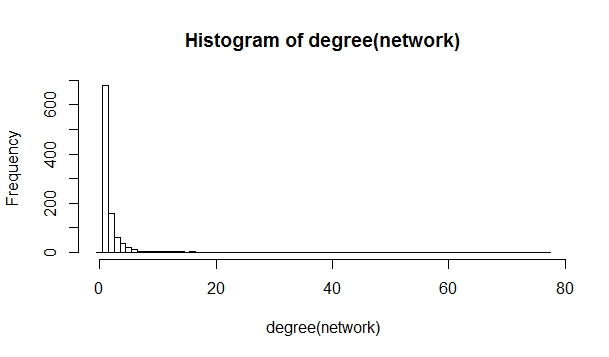 Histogram of degree(network)
Frequency
600
400
200
0
0 20 40 60 80
degree(network)